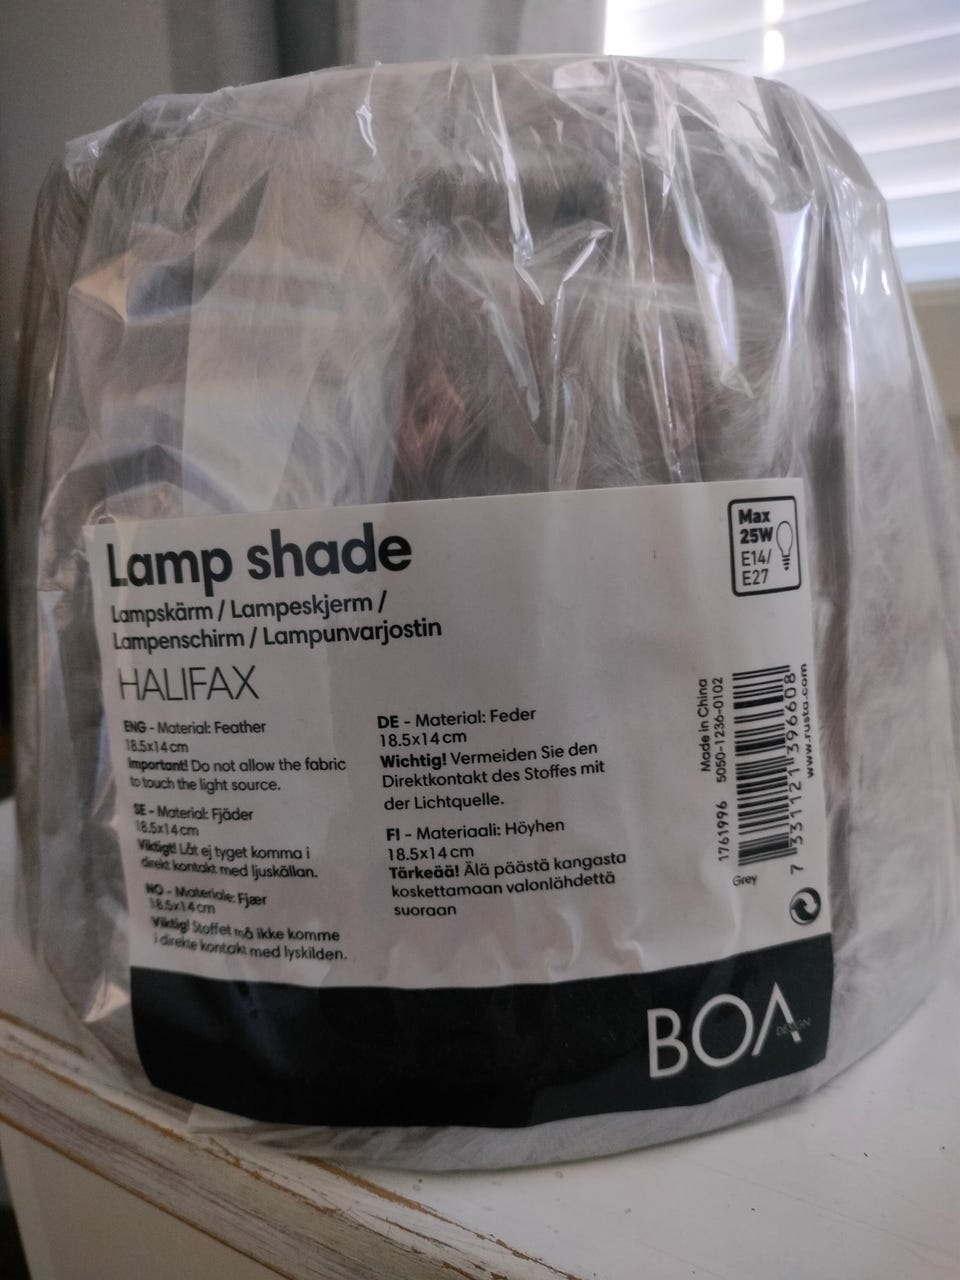 Lamp shade
Lampskärm / Lampeskjerm /
Lampenschirm / Lampunvarjostin
HALIFAX
ENG - Material: Feather
18.5x14cm
Important! Do not allow the fabric
to touch the light source.
SE - Material: Fjäder
18.5x14cm
Viktigt! Låt ej tyget komma i
direkt kontakt med ljuskällan.
NO - Materiale: Fjær
18.5x14cm
Viktig! Stoffet må ikke komme
i direkte kontakt med lyskilden.
DE - Material: Feder
18.5x14cm
Wichtig! Vermeiden Sie den
Direktkontakt des Stoffes mit
der Lichtquelle.
FI - Materiaali: Höyhen
18.5x14cm
Tärkeää! Älä päästä kangasta
koskettamaan valonlähdettä
suoraan
Max
25W
E14/
E27
Made in China
1761996 5050-1236-0102
7 331121 396608
www.rusta.com
Grey
BOA
DESIGN